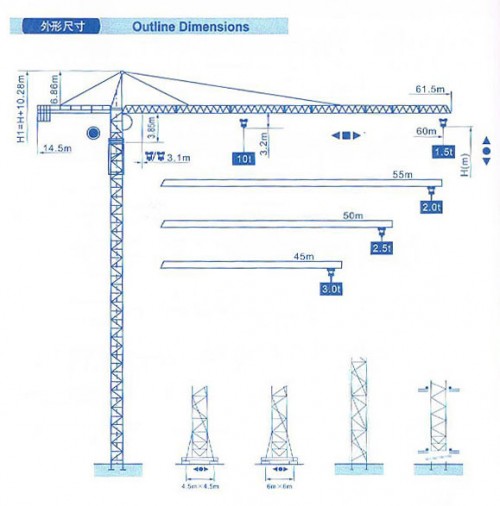 外形尺寸 Outline Dimensions
H1=H+10.28m
6.86m
61.5m
3.85m
3.2m
60m
14.5m
3.1m
10t
1.5t
H(m)
55m
2.0t
50m
2.5t
45m
3.0t
4.5m×4.5m
6m×6m